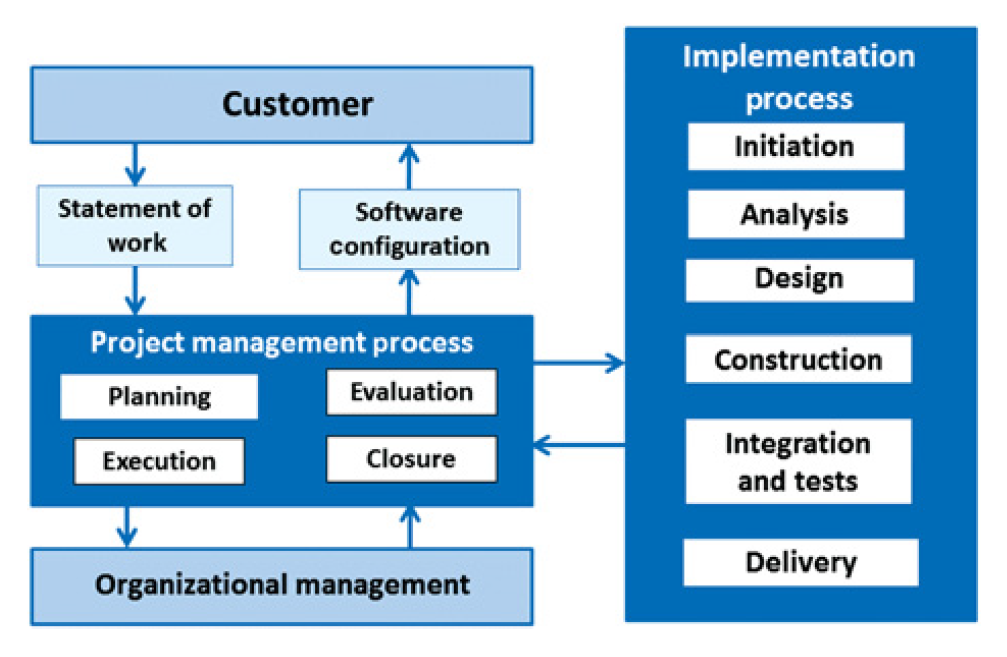 Customer
Statement of
work
Software
configuration
Project management process
Planning
Evaluation
Execution
Closure
Organizational management
Implementation
process
Initiation
Analysis
Design
Construction
Integration
and tests
Delivery